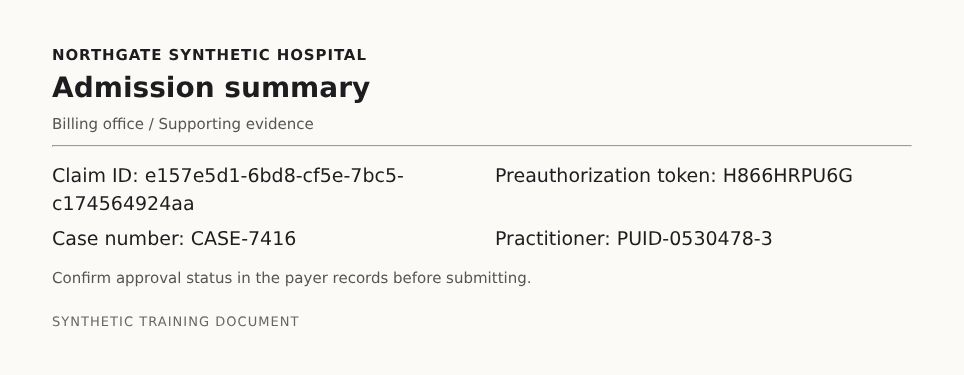 NORTHGATE SYNTHETIC HOSPITAL
Admission summary
Billing office / Supporting evidence
Claim ID: e157e5d1-6bd8-cf5e-7bc5-
c174564924aa
Preauthorization token: H866HRPU6G
Case number: CASE-7416
Practitioner: PUID-0530478-3
Confirm approval status in the payer records before submitting.
SYNTHETIC TRAINING DOCUMENT